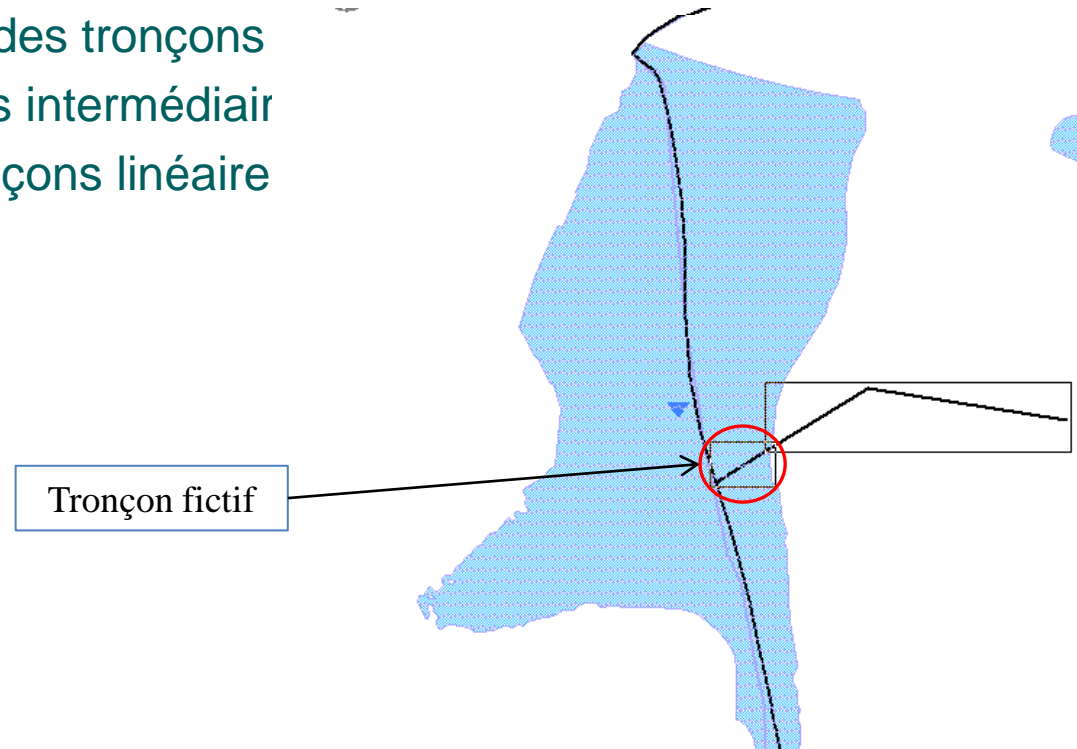 des tronçons
s intermédiair
çons linéaire
Tronçon fictif